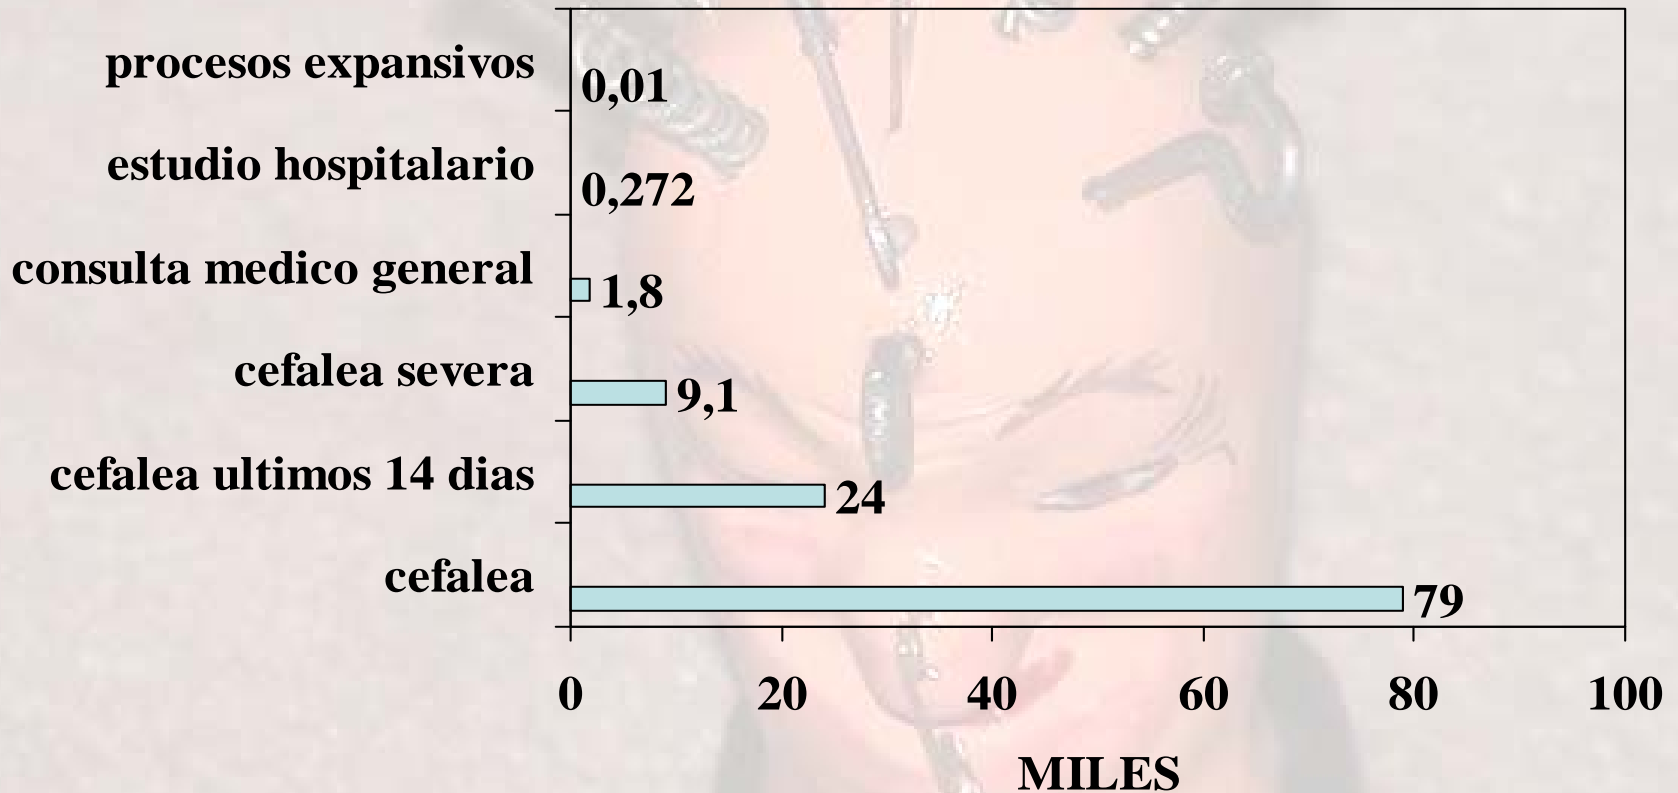 procesos expansivos
0,01
estudio hospitalario
0,272
consulta medico general
1,8
cefalea severa
9,1
cefalea ultimos 14 dias
24
cefalea
79
0 20 40 60 80 100
MILES